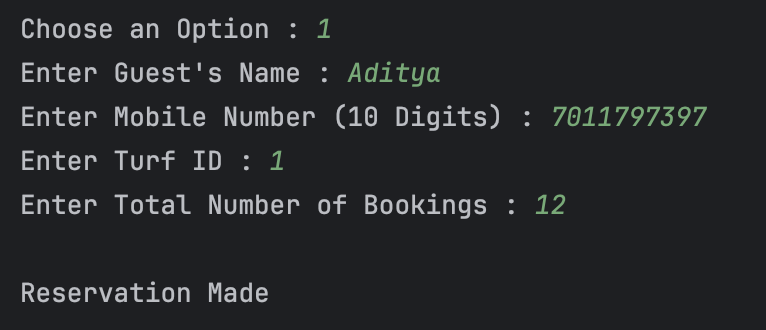 Choose an Option : 1
Enter Guest's Name : Aditya
Enter Mobile Number (10 Digits) : 7011797397
Enter Turf ID : 1
Enter Total Number of Bookings : 12
Reservation Made